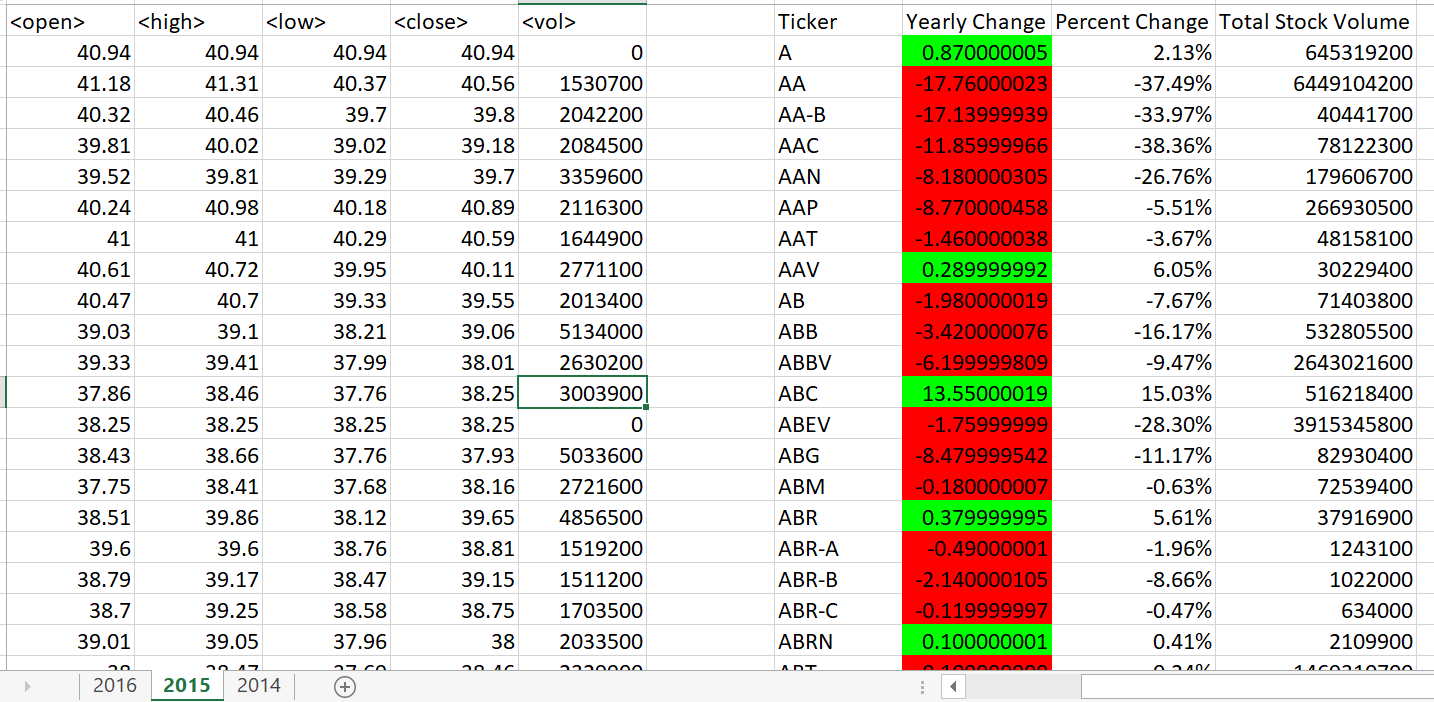 <open> <high> <low> <close> <vol> Ticker Yearly Change Percent Change Total Stock Volume
40.94 40.94 40.94 40.94 0 A 0.870000005 2.13% 645319200
41.18 41.31 40.37 40.56 1530700 AA -17.76000023 -37.49% 6449104200
40.32 40.46 39.7 39.8 2042200 AA-B -17.13999939 -33.97% 40441700
39.81 40.02 39.02 39.18 2084500 AAC -11.85999966 -38.36% 78122300
39.52 39.81 39.29 39.7 3359600 AAN -8.180000305 -26.76% 179606700
40.24 40.98 40.18 40.89 2116300 AAP -8.770000458 -5.51% 266930500
41 41 40.29 40.59 1644900 AAT -1.460000038 -3.67% 48158100
40.61 40.72 39.95 40.11 2771100 AAV 0.289999992 6.05% 30229400
40.47 40.7 39.33 39.55 2013400 AB -1.980000019 -7.67% 71403800
39.03 39.1 38.21 39.06 5134000 ABB -3.420000076 -16.17% 532805500
39.33 39.41 37.99 38.01 2630200 ABBV -6.199999809 -9.47% 2643021600
37.86 38.46 37.76 38.25 3003900 ABC 13.55000019 15.03% 516218400
38.25 38.25 38.25 38.25 0 ABEV -1.75999999 -28.30% 3915345800
38.43 38.66 37.76 37.93 5033600 ABG -8.479999542 -11.17% 82930400
37.75 38.41 37.68 38.16 2721600 ABM -0.180000007 -0.63% 72539400
38.51 39.86 38.12 39.65 4856500 ABR 0.379999995 5.61% 37916900
39.6 39.6 38.76 38.81 1519200 ABR-A -0.49000001 -1.96% 1243100
38.79 39.17 38.47 39.15 1511200 ABR-B -2.140000105 -8.66% 1022000
38.7 39.25 38.58 38.75 1703500 ABR-C -0.119999997 -0.47% 634000
39.01 39.05 37.96 38 2033500 ABRN 0.100000001 0.41% 2109900
2016 2015 2014